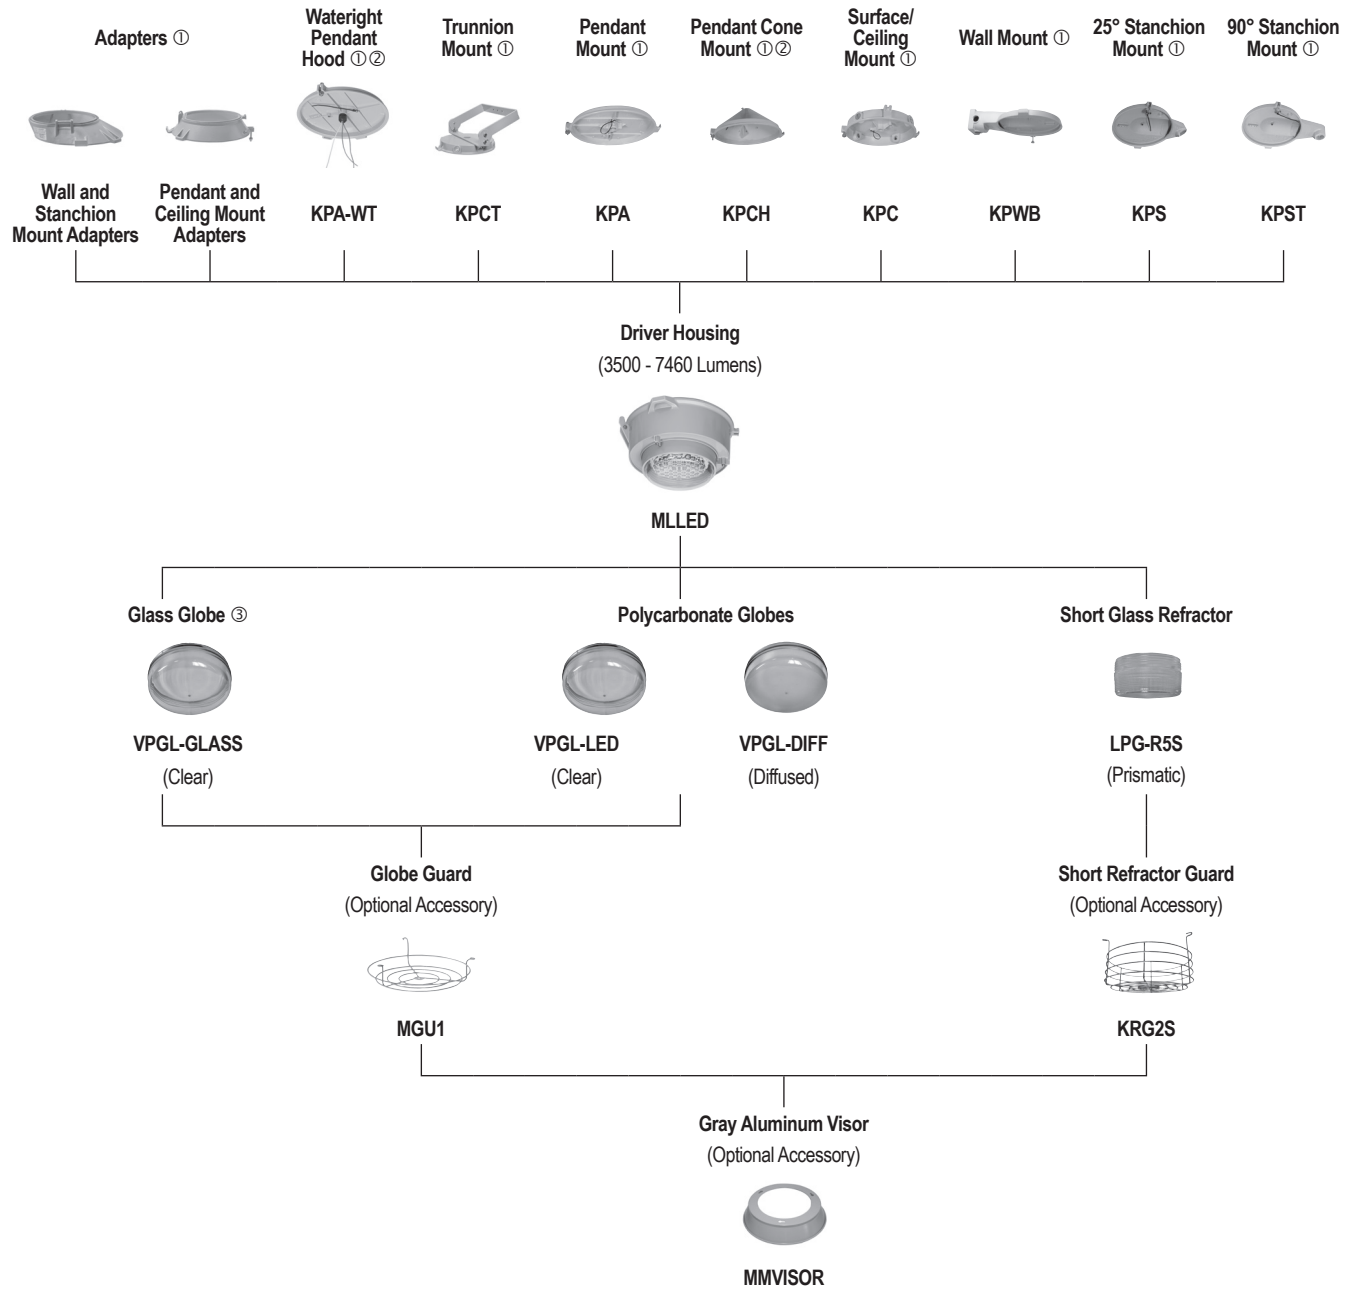 Adapters ①
Wateright
Pendant
Hood ①②
Trunnion
Mount ①
Pendant
Mount ①
Pendant Cone
Mount ①②
Surface/
Ceiling
Mount ①
Wall Mount ①
25° Stanchion
Mount ①
90° Stanchion
Mount ①
Wall and
Stanchion
Mount Adapters
Pendant and
Ceiling Mount
Adapters
KPA-WT
KPCT
KPA
KPCH
KPC
KPWB
KPS
KPST
Driver Housing
(3500 - 7460 Lumens)
MLLED
Glass Globe ③
Polycarbonate Globes
Short Glass Refractor
VPGL-GLASS
(Clear)
VPGL-LED
(Clear)
VPGL-DIFF
(Diffused)
LPG-R5S
(Prismatic)
Globe Guard
(Optional Accessory)
Short Refractor Guard
(Optional Accessory)
MGU1
KRG2S
Gray Aluminum Visor
(Optional Accessory)
MMVISOR